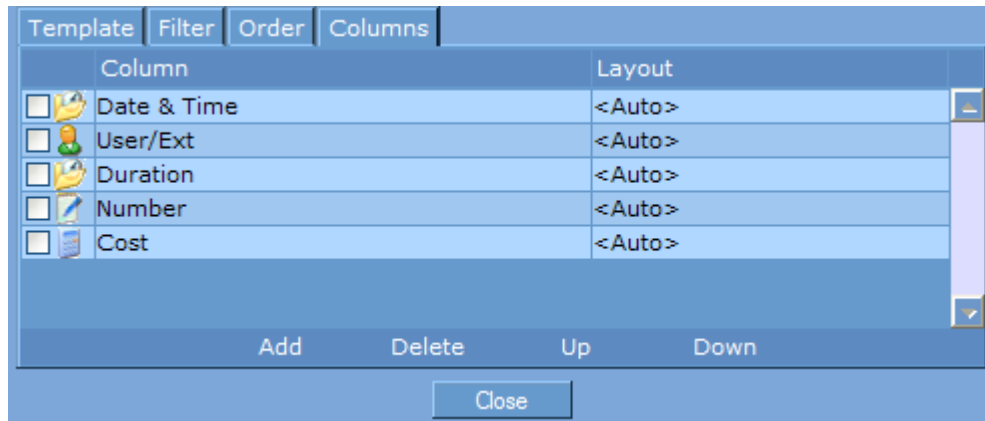 Template Filter Order Columns
Column Layout
Date & Time <Auto>
User/Ext <Auto>
Duration <Auto>
Number <Auto>
Cost <Auto>
Add Delete Up Down
Close